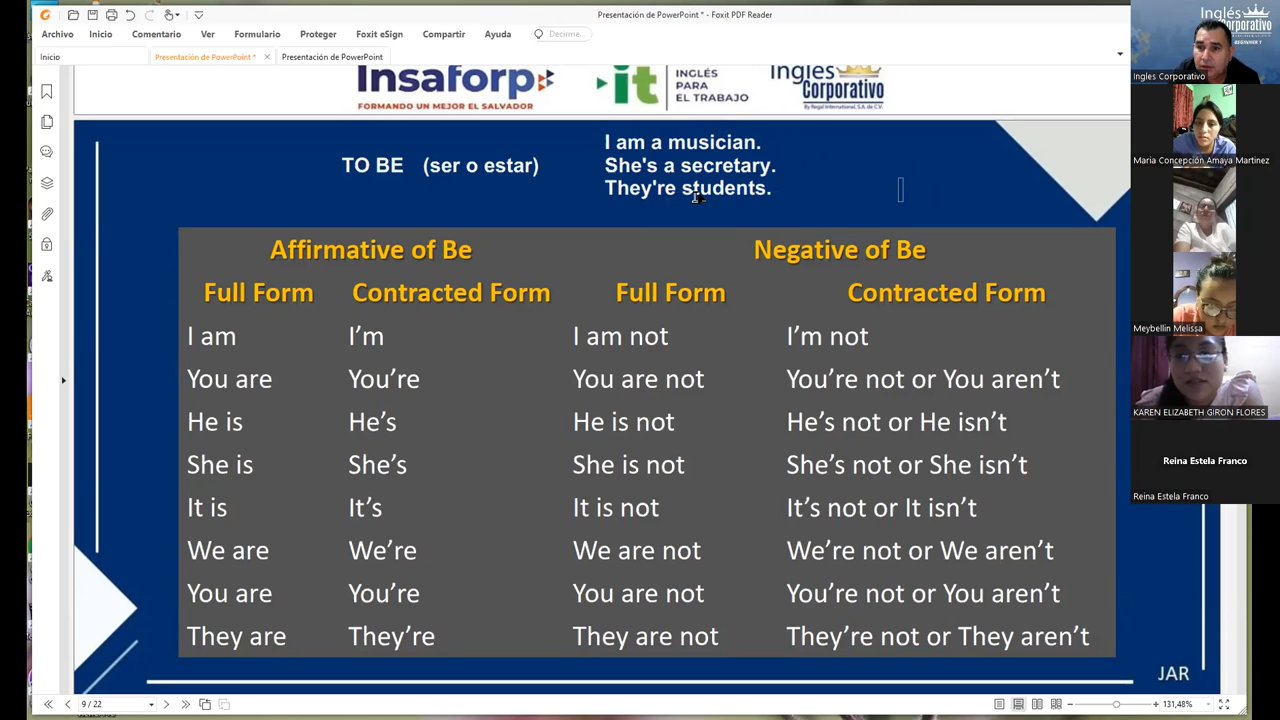 Presentación de PowerPoint * - Foxit PDF Reader
Archivo Inicio Comentario Ver Formulario Proteger Foxit eSign Compartir Ayuda Decirme...
Inicio Presentación de PowerPoint * Presentación de PowerPoint
Insaforp
FORMANDO UN MEJOR EL SALVADOR
it
INGLÉS
PARA
EL TRABAJO
Inglés
Corporativo
By Regal International, S.A. de C.V.
TO BE (ser o estar)
I am a musician.
She's a secretary.
They're students.
Affirmative of Be Negative of Be
Full Form Contracted Form Full Form Contracted Form
I am I’m I am not I’m not
You are You’re You are not You’re not or You aren’t
He is He’s He is not He’s not or He isn’t
She is She’s She is not She’s not or She isn’t
It is It’s It is not It’s not or It isn’t
We are We’re We are not We’re not or We aren’t
You are You’re You are not You’re not or You aren’t
They are They’re They are not They’re not or They aren’t
JAR
9 / 22
131,48%
Inglés
Corporativo
BEGINNER 1
Ingles Corporativo
Maria Concepción Amaya Martinez
Meybellin Melissa
KAREN ELIZABETH GIRON FLORES
Reina Estela Franco
Reina Estela Franco